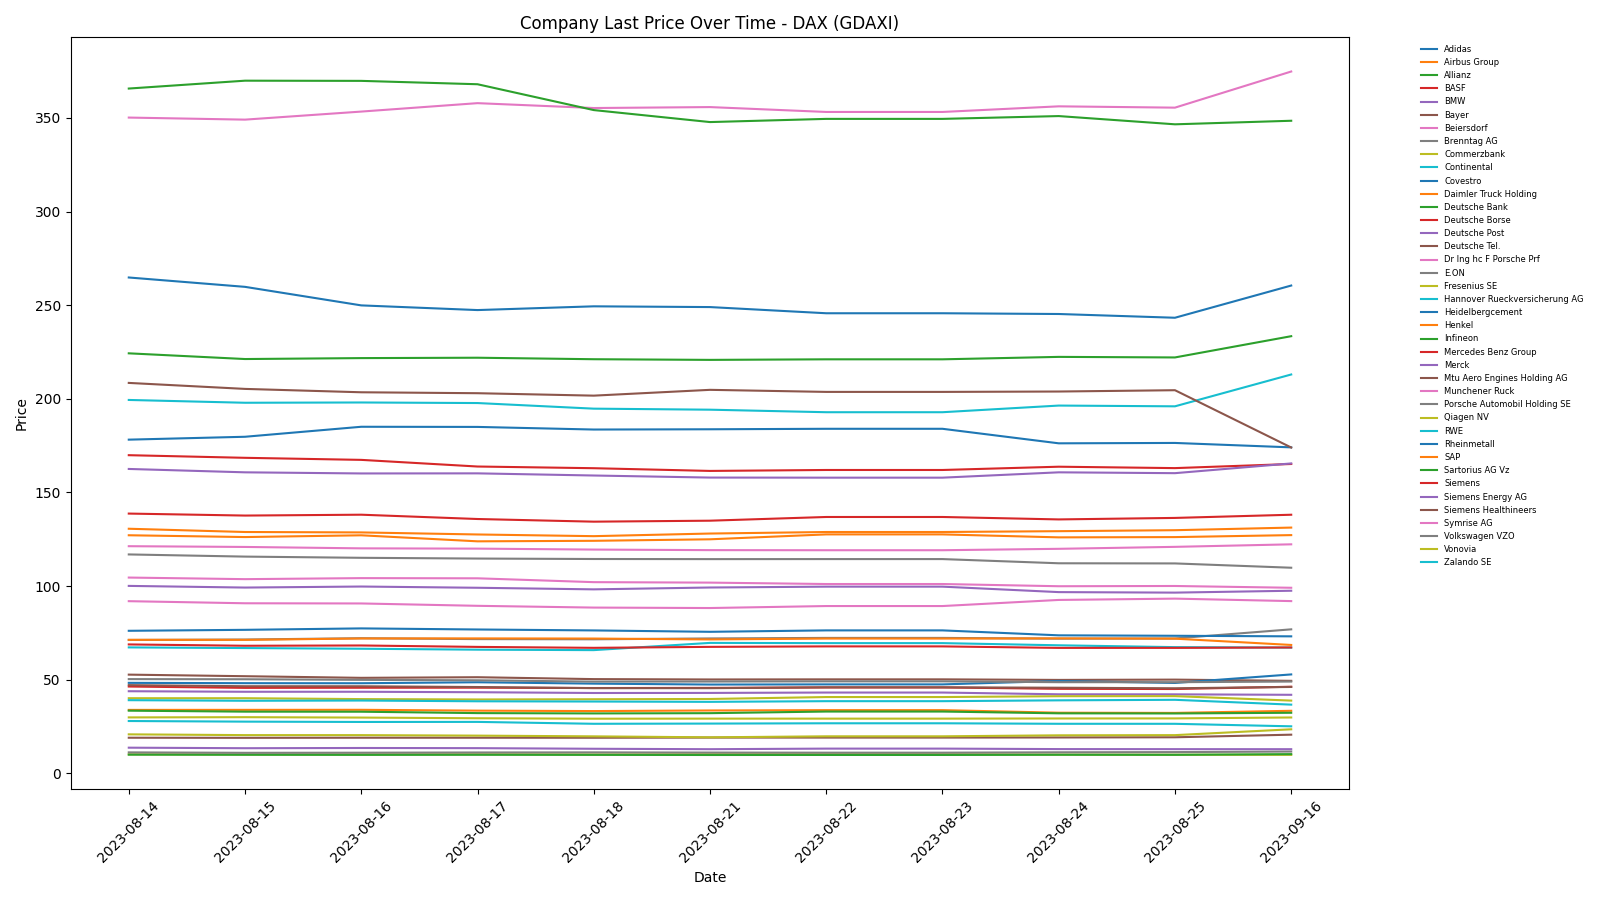 Company Last Price Over Time - DAX (GDAXI)
350
300
250
200
150
100
50
0
Price
2023-08-14
2023-08-15
2023-08-16
2023-08-17
2023-08-18
2023-08-21
2023-08-22
2023-08-23
2023-08-24
2023-08-25
2023-09-16
Date
Adidas
Airbus Group
Allianz
BASF
BMW
Bayer
Beiersdorf
Brenntag AG
Commerzbank
Continental
Covestro
Daimler Truck Holding
Deutsche Bank
Deutsche Borse
Deutsche Post
Deutsche Tel.
Dr Ing hc F Porsche Prf
E.ON
Fresenius SE
Hannover Rueckversicherung AG
Heidelbergcement
Henkel
Infineon
Mercedes Benz Group
Merck
Mtu Aero Engines Holding AG
Munchener Ruck
Porsche Automobil Holding SE
Qiagen NV
RWE
Rheinmetall
SAP
Sartorius AG Vz
Siemens
Siemens Energy AG
Siemens Healthineers
Symrise AG
Volkswagen VZO
Vonovia
Zalando SE